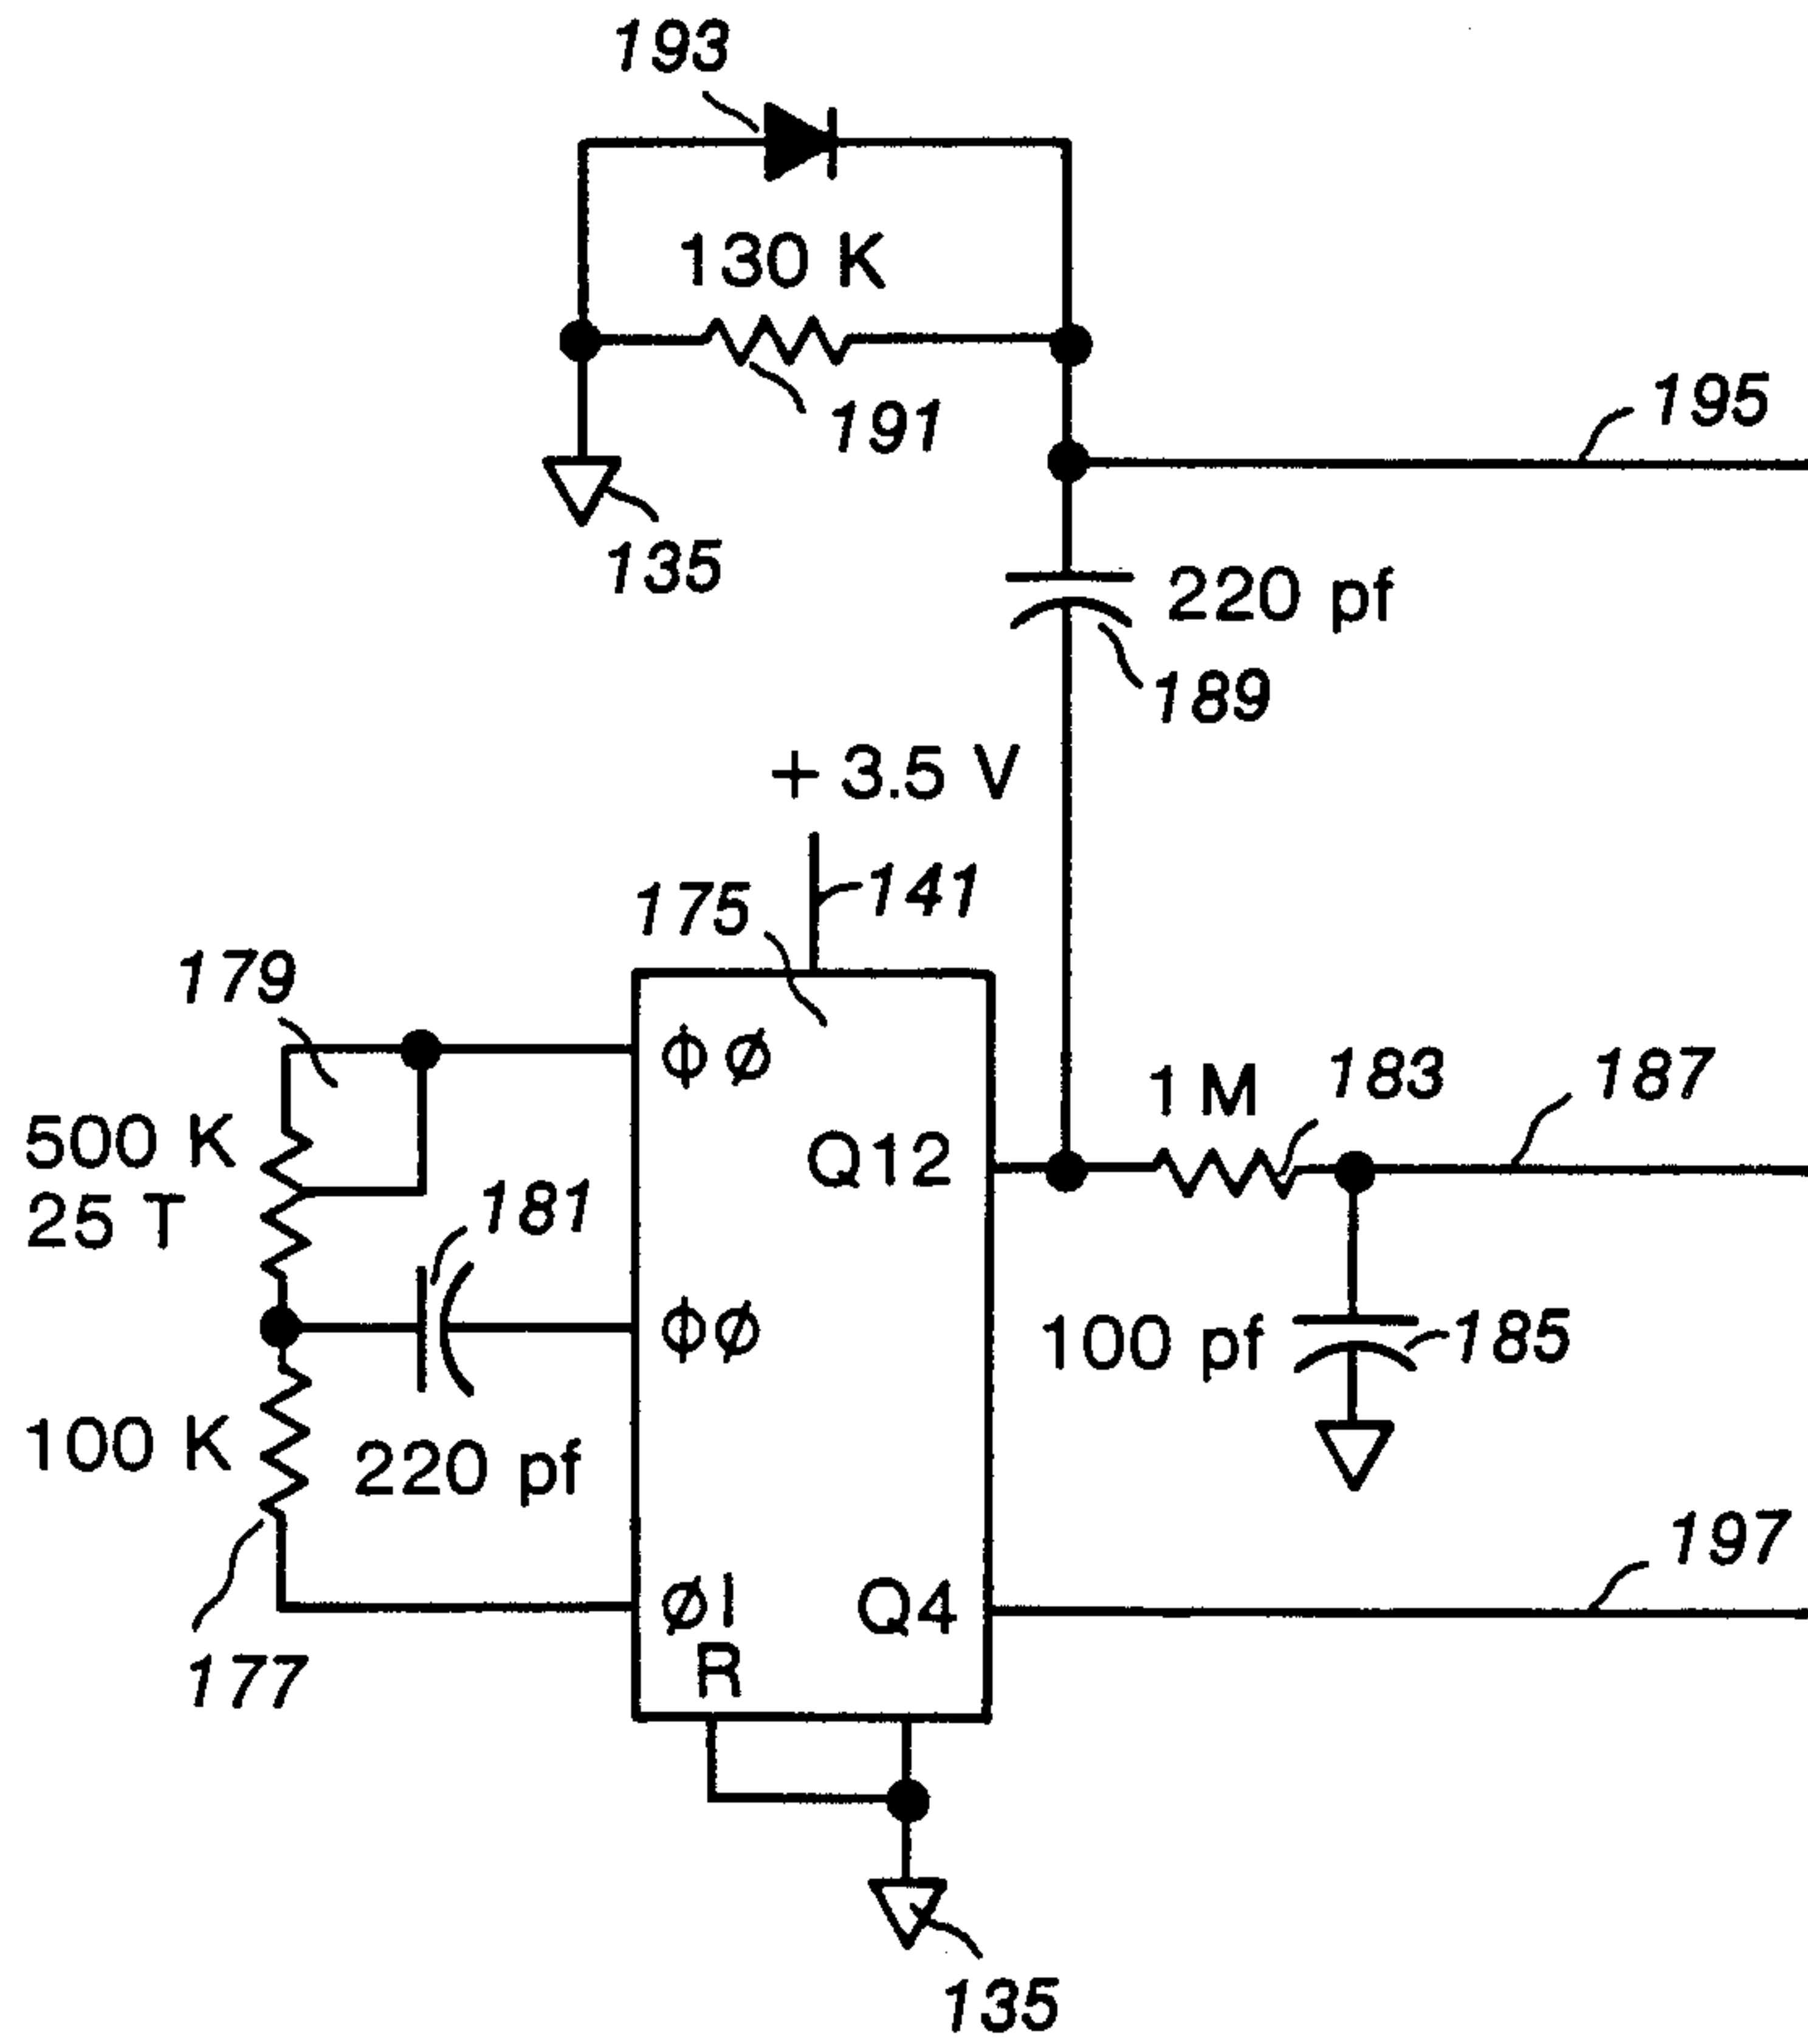 193
130 K
191
195
135
220 pf
189
+ 3.5 V
141
175
179
ϕ ø
500 K
25 T
Q12
1 M
183
187
181
ϕø
100 pf
185
100 K
220 pf
197
177
øI
Q4
R
135